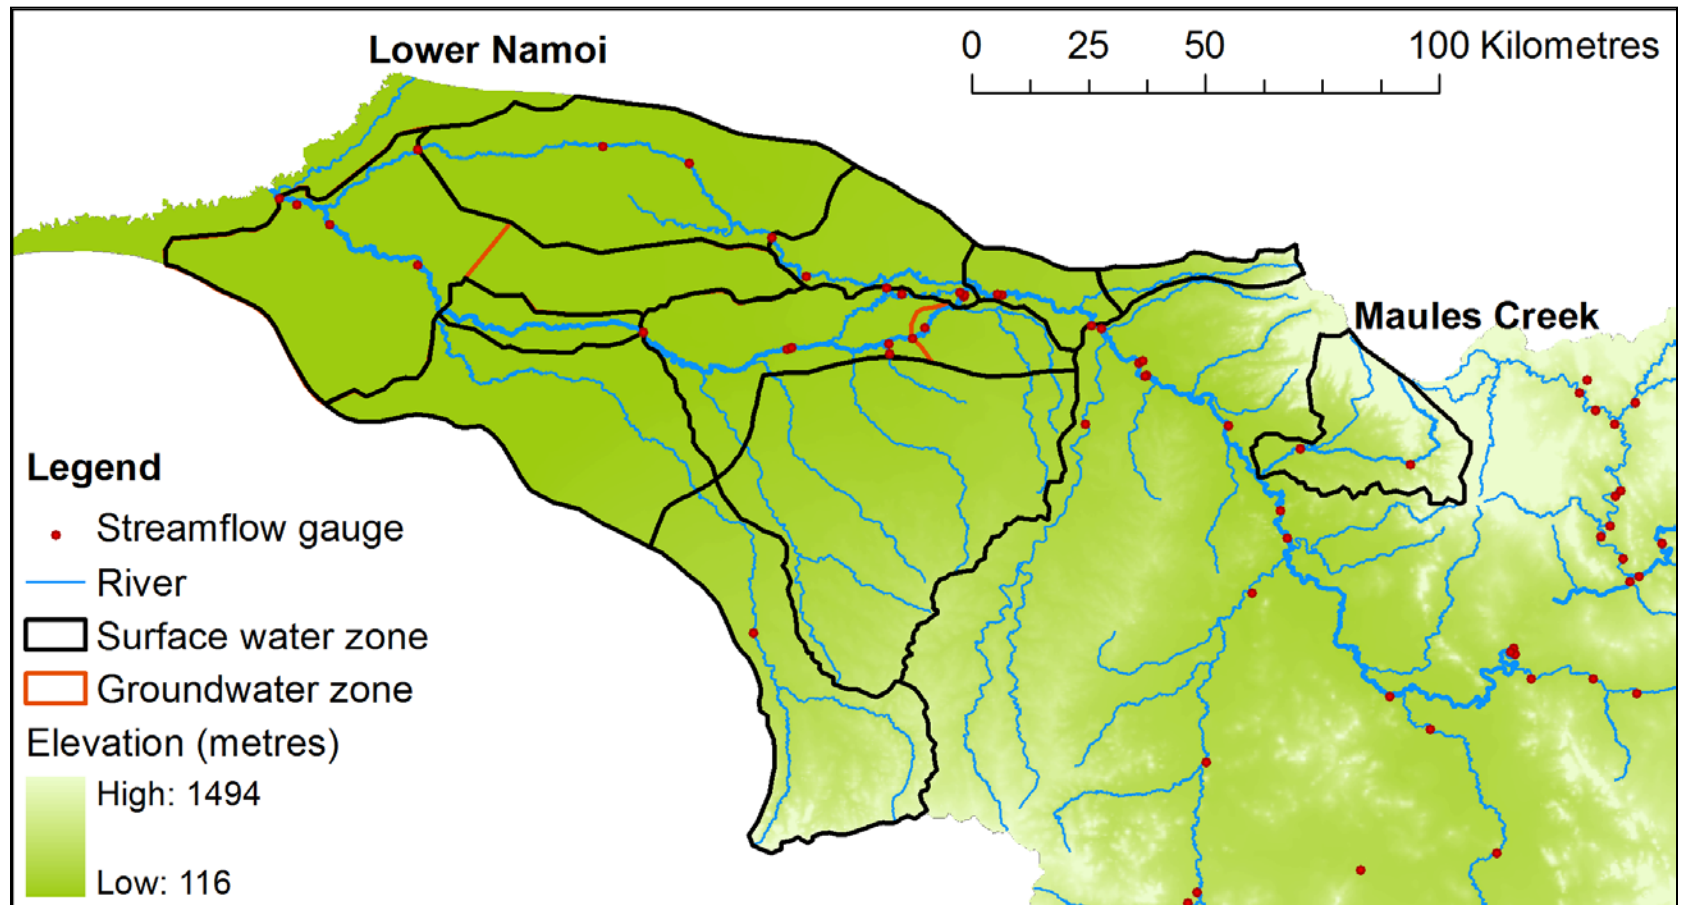 Lower Namoi
0 25 50 100 Kilometres
Maules Creek
Legend
Streamflow gauge
River
Surface water zone
Groundwater zone
Elevation (metres)
High: 1494
Low: 116